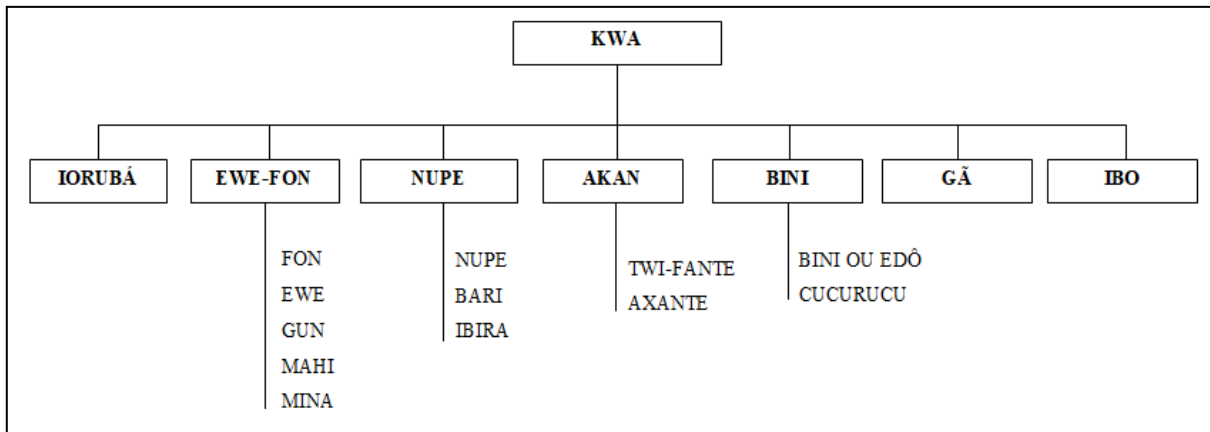 KWA
IORUBÁ
EWE-FON
NUPE
AKAN
BINI
GÃ
IBO
FON
EWE
GUN
MAHI
MINA
NUPE
BARI
IBIRA
TWI-FANTE
AXANTE
BINI OU EDÔ
CUCURUCU